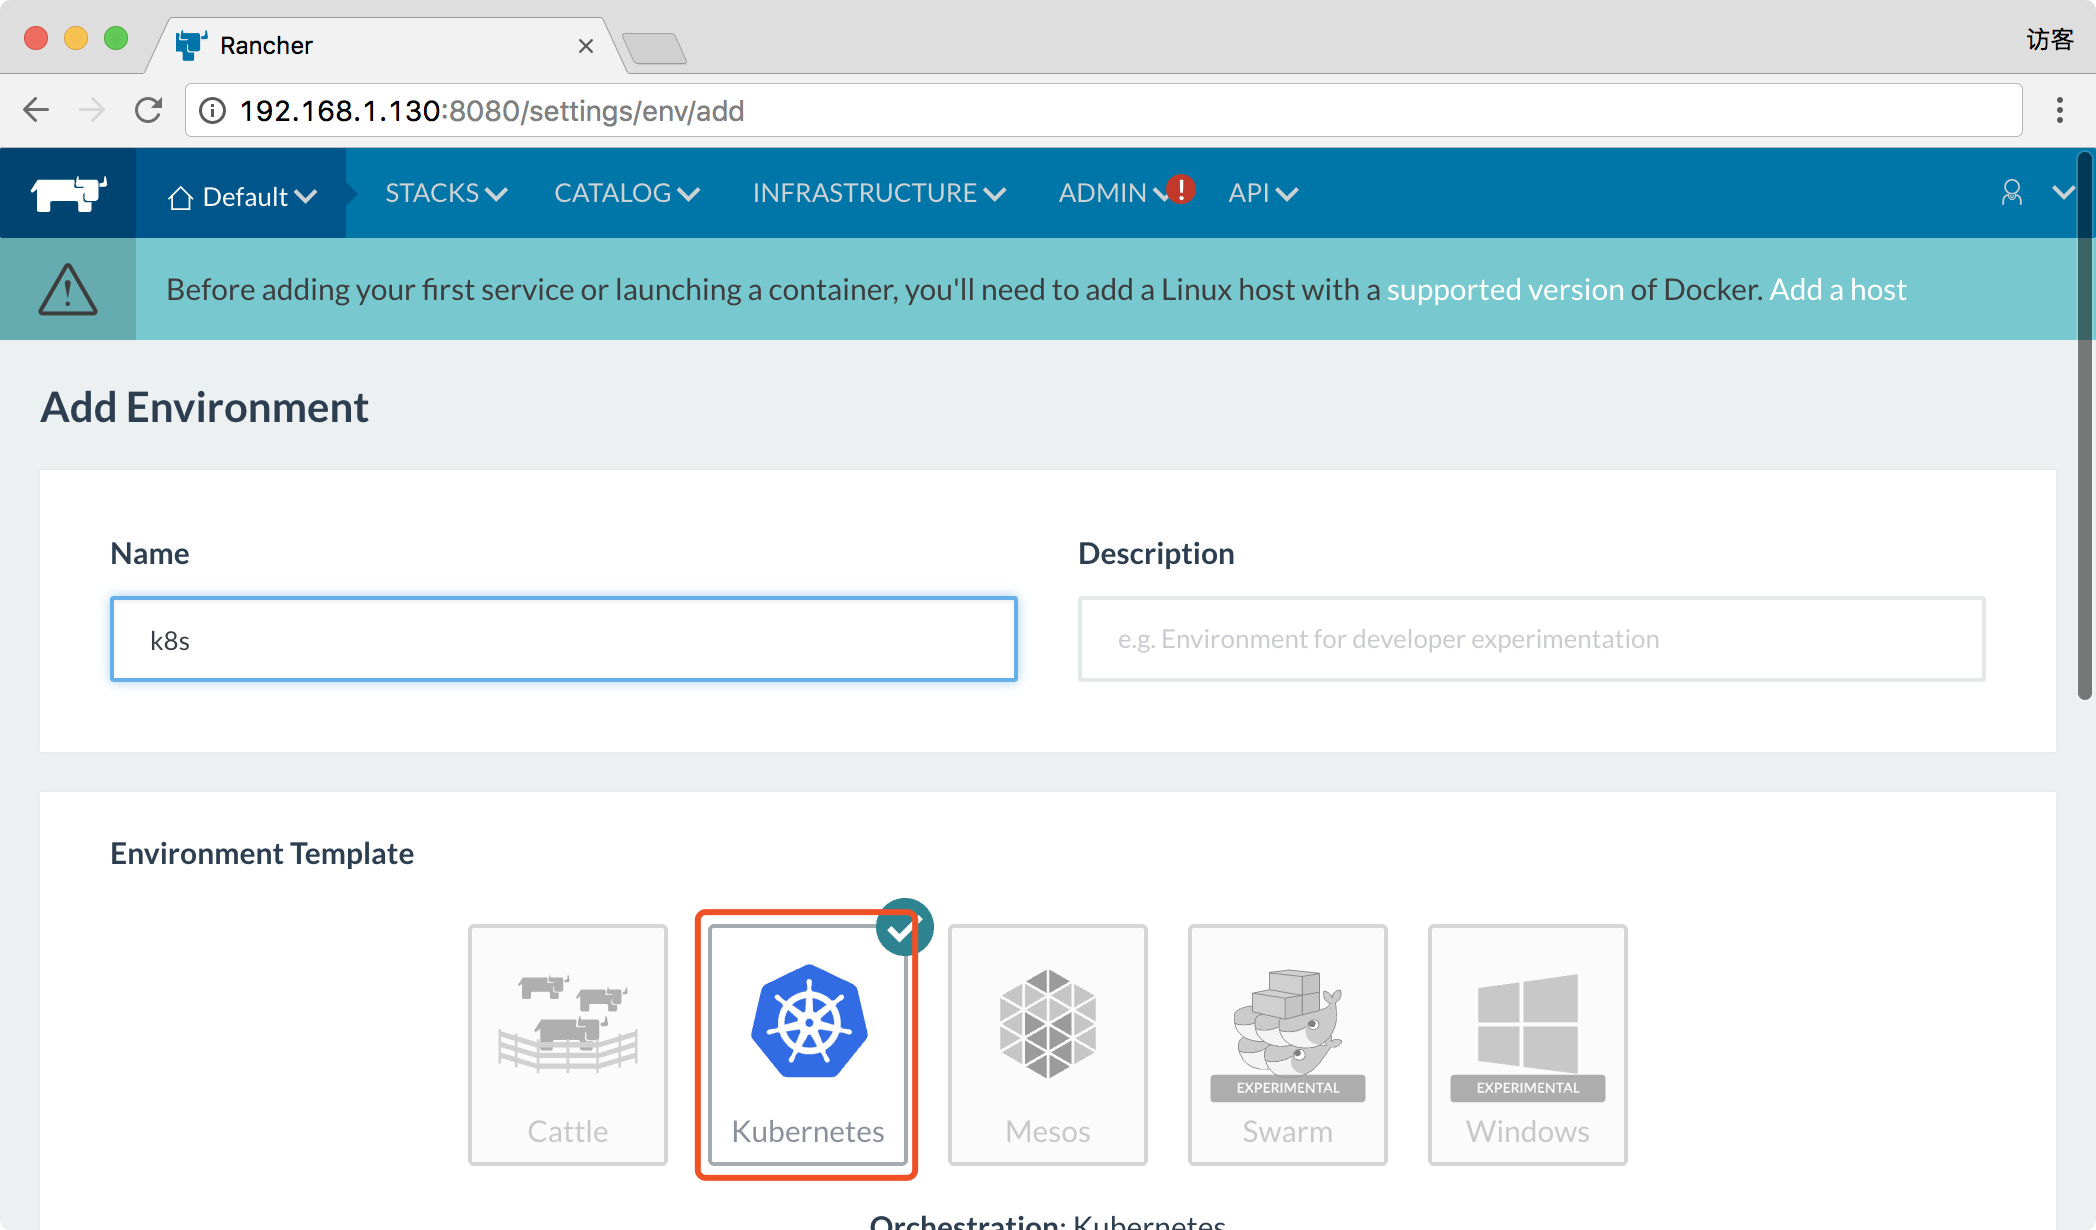 Rancher
访客
192.168.1.130:8080/settings/env/add
Default STACKS CATALOG INFRASTRUCTURE ADMIN ! API
Before adding your first service or launching a container, you'll need to add a Linux host with a supported version of Docker. Add a host
Add Environment
Name Description
k8s e.g. Environment for developer experimentation
Environment Template
EXPERIMENTAL EXPERIMENTAL
Cattle Kubernetes Mesos Swarm Windows
Orchestration: Kubernetes